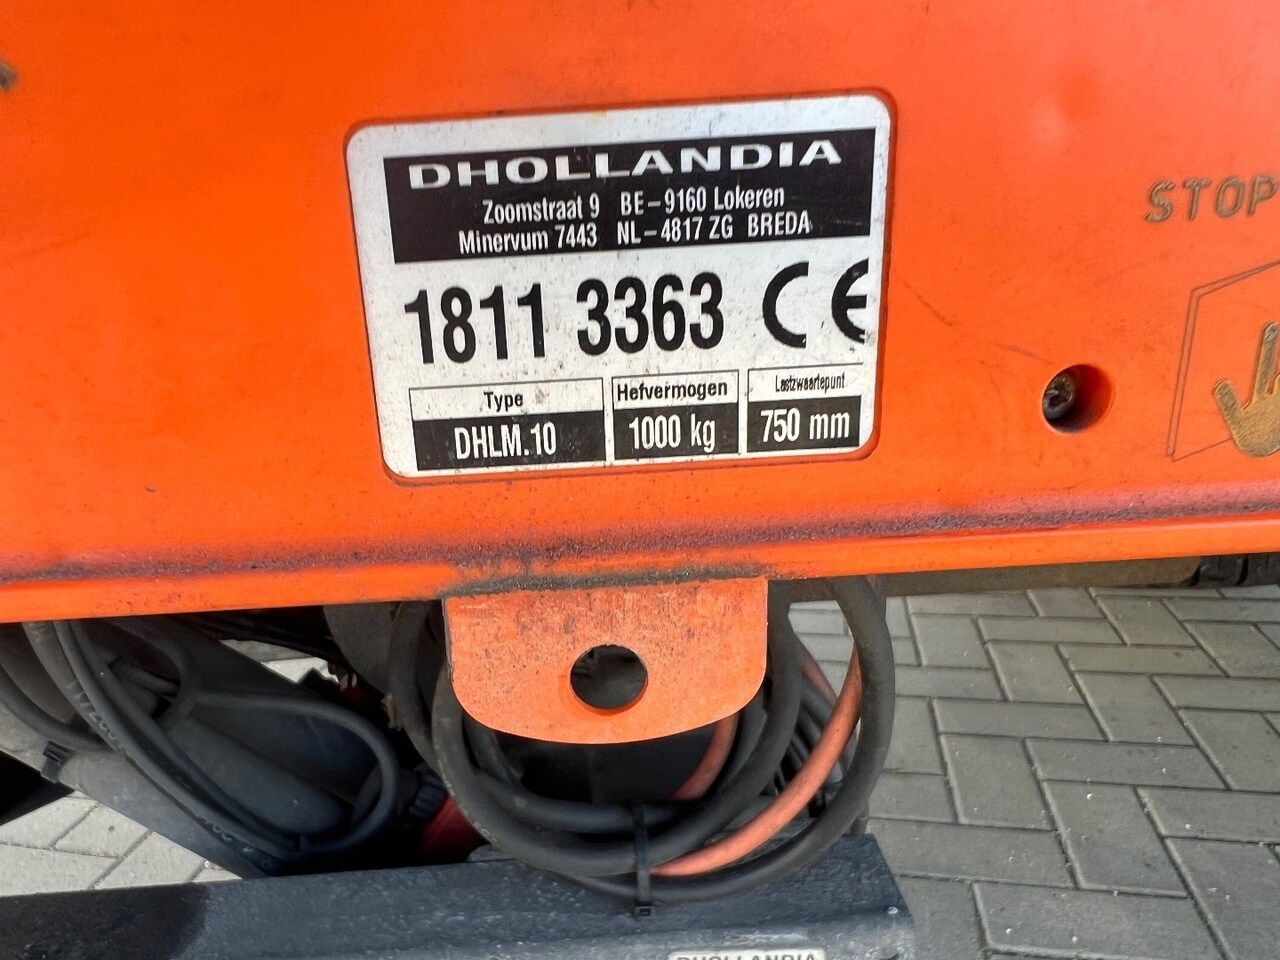 DHOLLANDIA
Zoomstraat 9 BE-9160 Lokeren
Minervum 7443 NL-4817 ZG BREDA
1811 3363 CE
Type Hefvermogen Lastzwaartepunt
DHLM.10 1000 kg 750 mm
STOP
DHOLLANDIA